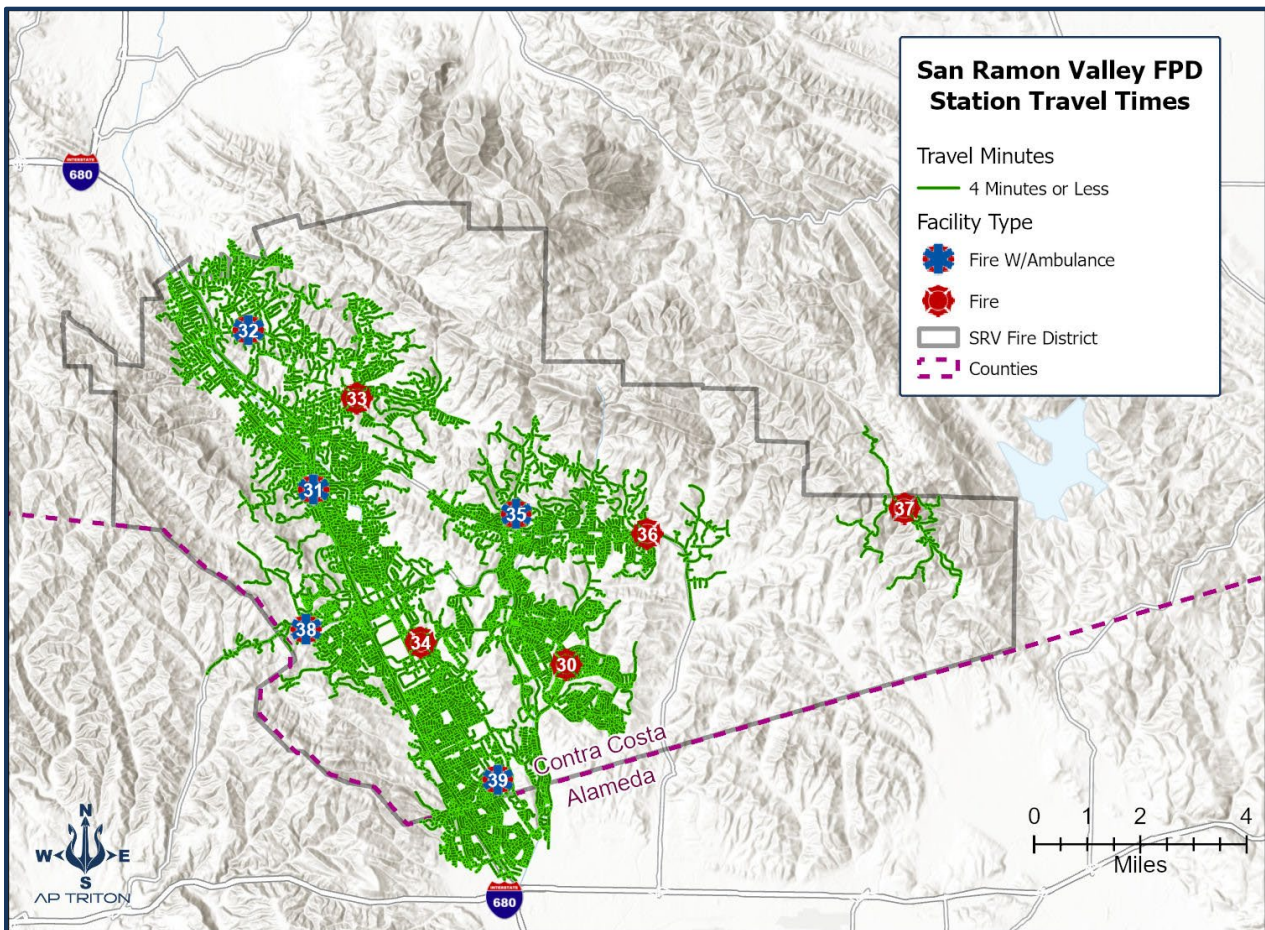 San Ramon Valley FPD
Station Travel Times
Travel Minutes
4 Minutes or Less
Facility Type
Fire W/Ambulance
Fire
SRV Fire District
Counties
INTERSTATE
680
32
33
31
35
37
36
38
34
30
39
Contra Costa
Alameda
N
W E
S
AP TRITON
0 1 2 4
Miles
INTERSTATE
680